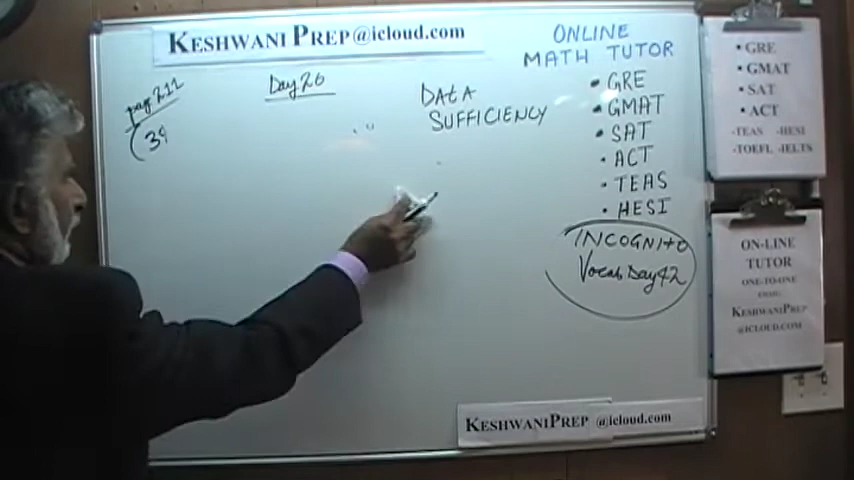 KESHWANI PREP@icloud.com
page 211
Day 26
DATA
SUFFICIENCY
ONLINE
MATH TUTOR
• GRE
• GMAT
• SAT
• ACT
• TEAS
• HESI
INCOGNITO
Vocab Day 42
• GRE
• GMAT
• SAT
• ACT
-TEAS -HESI
-TOEFL -IELTS
ON-LINE
TUTOR
ONE-TO-ONE
EMAIL:
KESHWANIPREP
@ICLOUD.COM
KESHWANIPREP @icloud.com